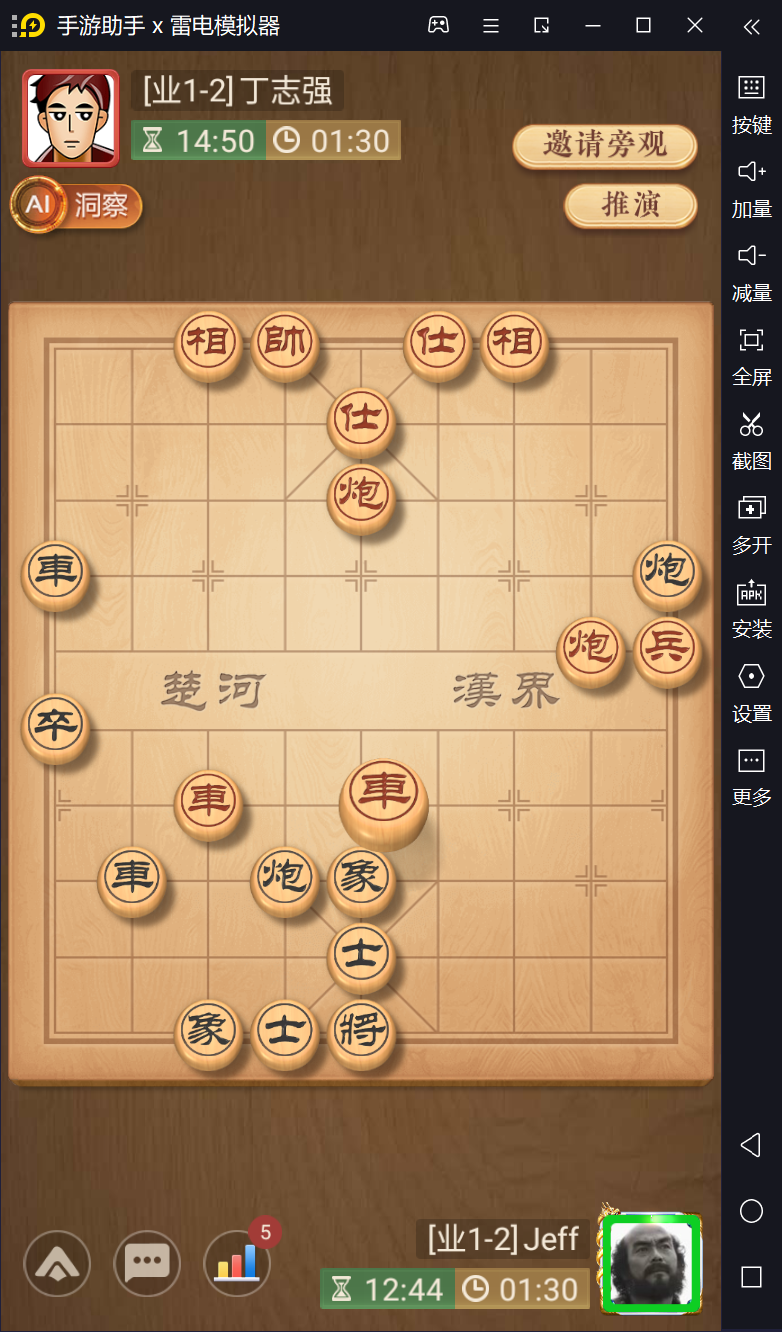 手游助手 x 雷电模拟器
[业1-2]丁志强
14:50 01:30
邀请旁观
AI 洞察
推演
相 帥 仕 相
仕
炮
車 炮
炮 兵
楚河 漢界
卒
車 車
車 炮 象
士
象 士 將
[业1-2]Jeff
5
12:44 01:30
按键
加量
减量
全屏
截图
多开
APK
安装
设置
更多